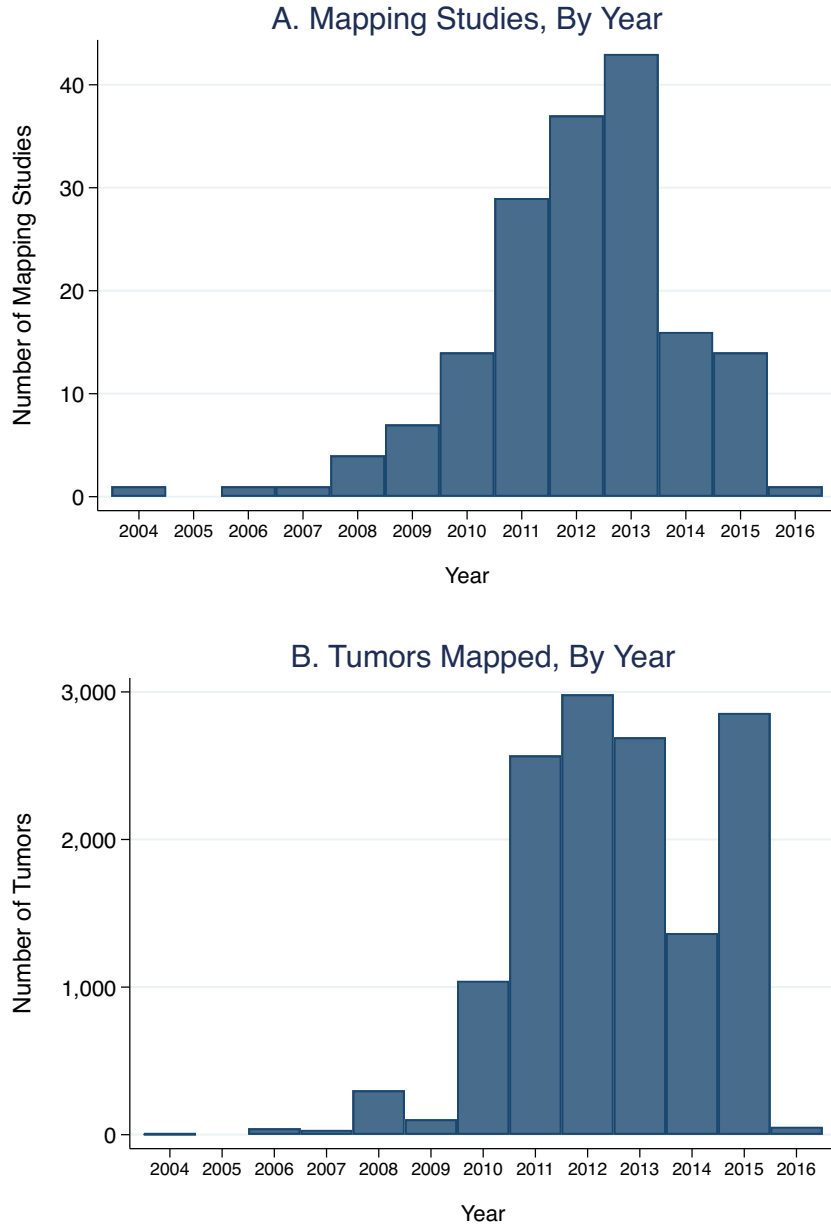 A. Mapping Studies, By Year
Number of Mapping Studies
40
30
20
10
0
2004 2005 2006 2007 2008 2009 2010 2011 2012 2013 2014 2015 2016
Year
B. Tumors Mapped, By Year
Number of Tumors
3,000
2,000
1,000
0
2004 2005 2006 2007 2008 2009 2010 2011 2012 2013 2014 2015 2016
Year